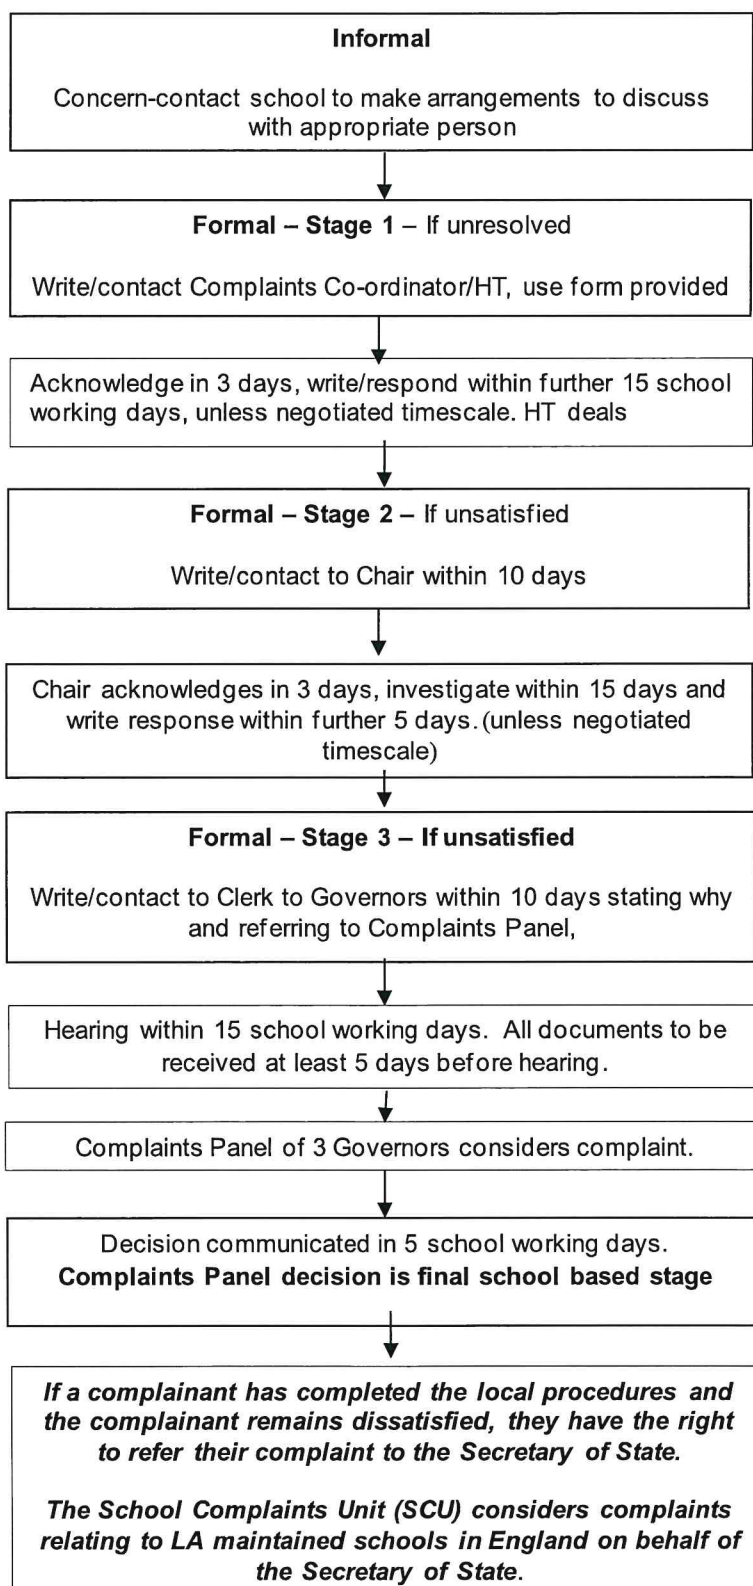 Informal
Concern-contact school to make arrangements to discuss
with appropriate person
Formal – Stage 1 – If unresolved
Write/contact Complaints Co-ordinator/HT, use form provided
Acknowledge in 3 days, write/respond within further 15 school
working days, unless negotiated timescale. HT deals
Formal – Stage 2 – If unsatisfied
Write/contact to Chair within 10 days
Chair acknowledges in 3 days, investigate within 15 days and
write response within further 5 days. (unless negotiated
timescale)
Formal – Stage 3 – If unsatisfied
Write/contact to Clerk to Governors within 10 days stating why
and referring to Complaints Panel,
Hearing within 15 school working days. All documents to be
received at least 5 days before hearing.
Complaints Panel of 3 Governors considers complaint.
Decision communicated in 5 school working days.
Complaints Panel decision is final school based stage
If a complainant has completed the local procedures and
the complainant remains dissatisfied, they have the right
to refer their complaint to the Secretary of State.
The School Complaints Unit (SCU) considers complaints
relating to LA maintained schools in England on behalf of
the Secretary of State.